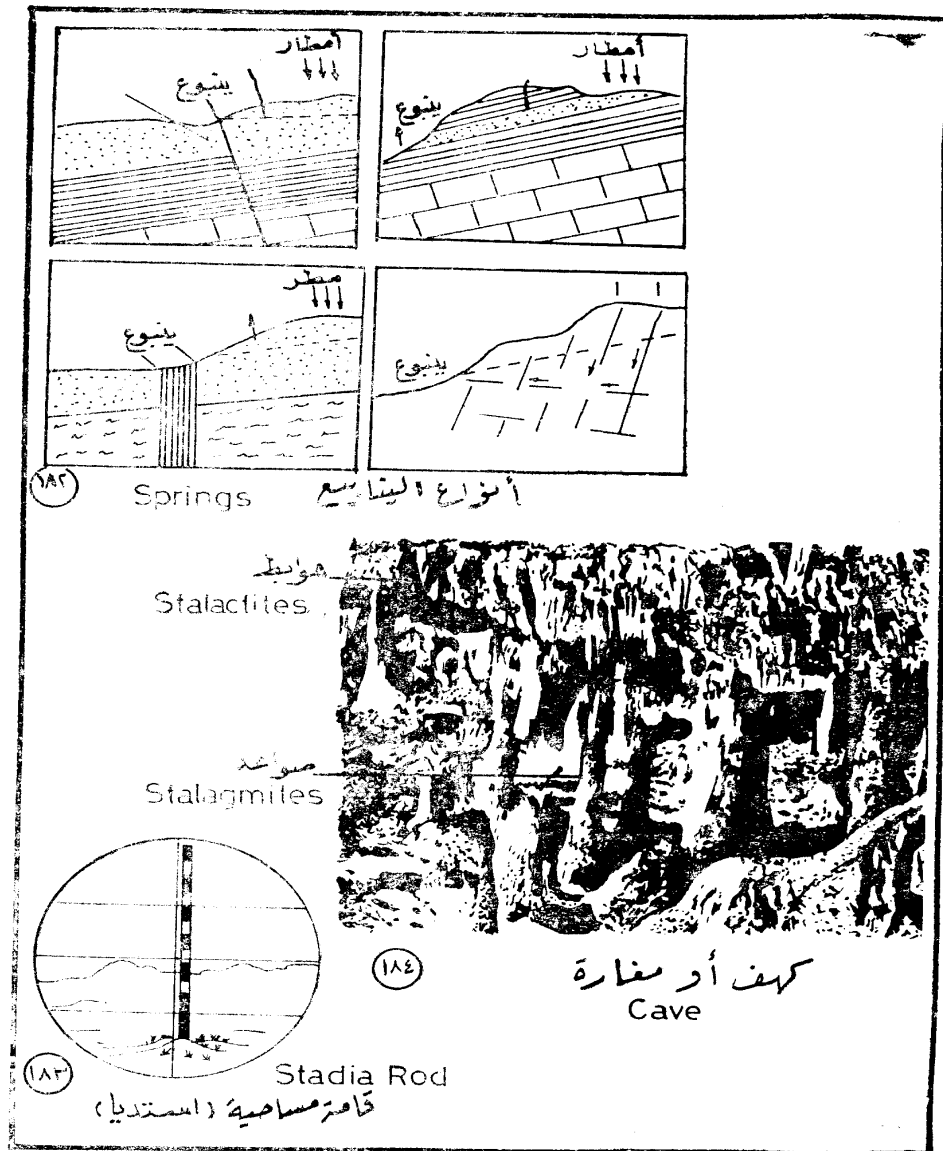 أمطار
ينبوع
أمطار
ينبوع
مطر
ينبوع
ينبوع
١٨٢ Springs أنواع الينابيع
هوابط
Stalactites
صواعد
Stalagmites
١٨٤ كهف أو مغارة
Cave
١٨٣ Stadia Rod
قامة مساحية (استديا)